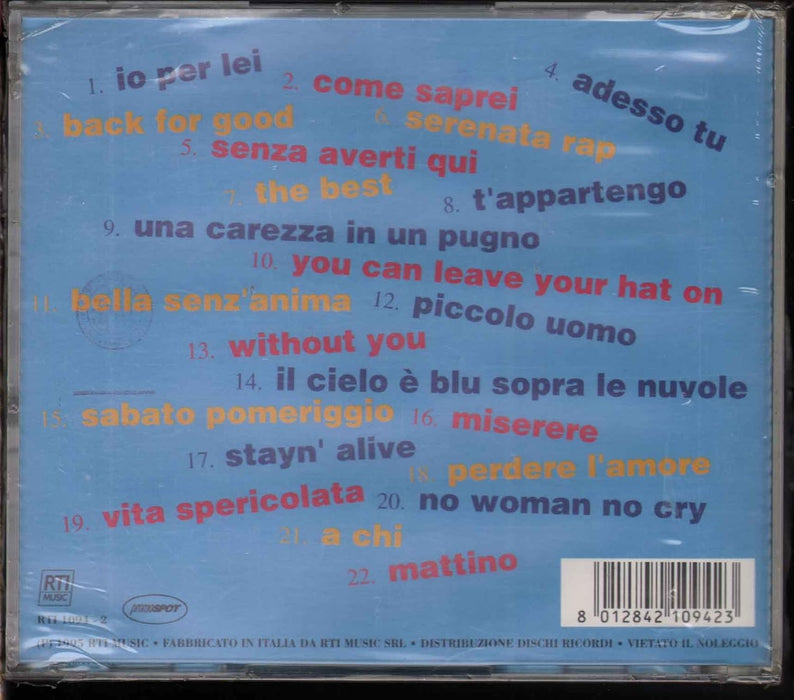 1. io per lei
2. come saprei
3. back for good
4. adesso tu
5. senza averti qui
6. serenata rap
7. the best
8. t'appartengo
9. una carezza in un pugno
10. you can leave your hat on
11. bella senz'anima
12. piccolo uomo
13. without you
14. il cielo è blu sopra le nuvole
15. sabato pomeriggio
16. miserere
17. stayn' alive
18. perdere l'amore
19. vita spericolata
20. no woman no cry
21. a chi
22. mattino
RTI
MUSIC
SPOT
RTI 1094-2
(P) 1995 RTI MUSIC • FABBRICATO IN ITALIA DA RTI MUSIC SRL • DISTRIBUZIONE DISCHI RICORDI • VIETATO IL NOLEGGIO
8 012842 109423